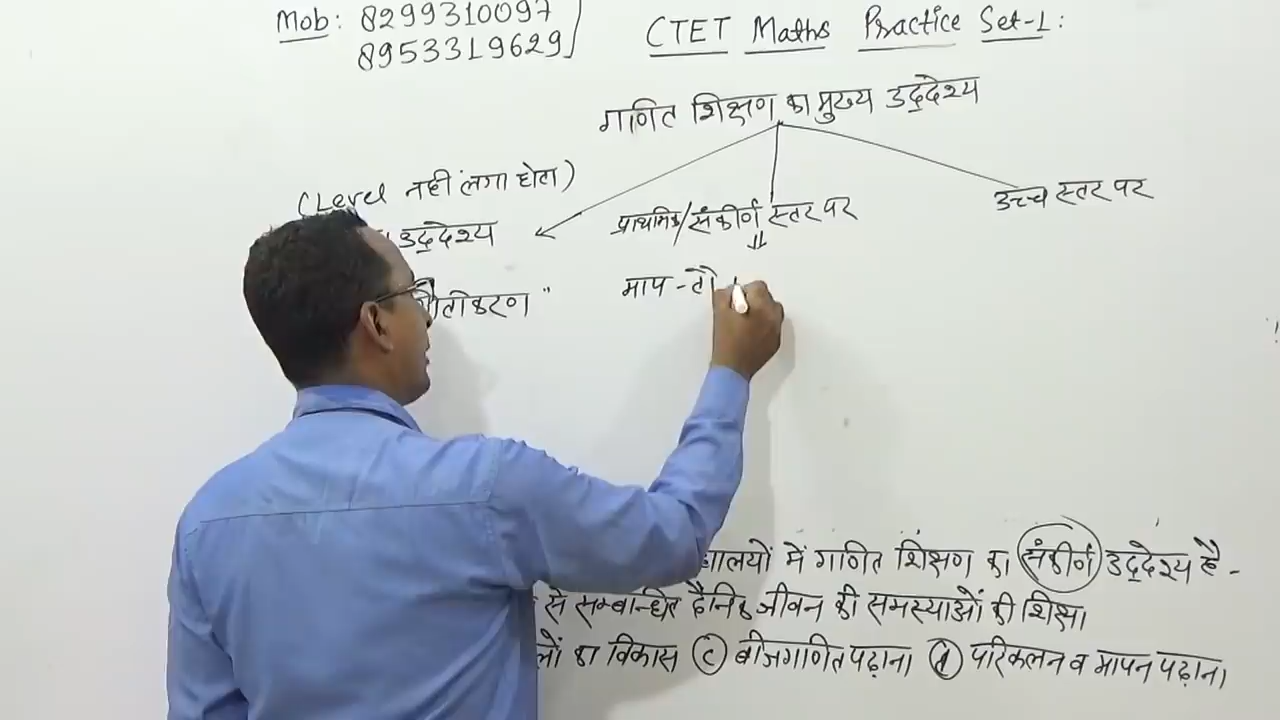 Mob: 8299310097
8953319629
CTET Maths Practice Set-1:
गणित शिक्षण का मुख्य उद्देश्य
(Level नहीं लगा होता)
उद्देश्य
प्राथमिक/संकीर्ण स्तर पर
उच्च स्तर पर
माप-तौ
में गणित शिक्षण का संकीर्ण उद्देश्य है-
से सम्बन्धित दैनिक जीवन की समस्याओं की शिक्षा
का विकास (C) बीजगणित पढ़ाना (d) परिकलन व मापन पढ़ाना।